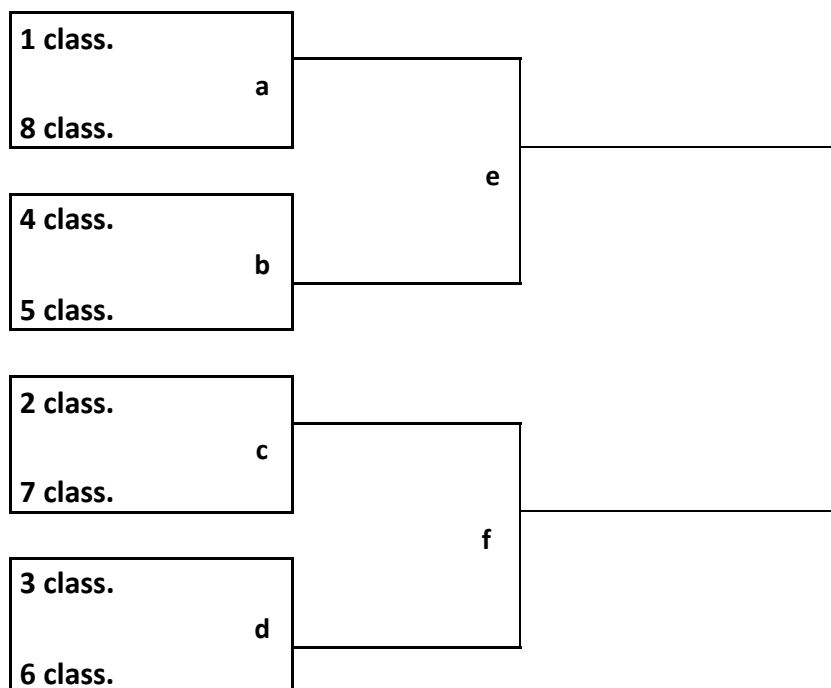 1 class.
a
8 class.
e
4 class.
b
5 class.
2 class.
c
7 class.
f
3 class.
d
6 class.